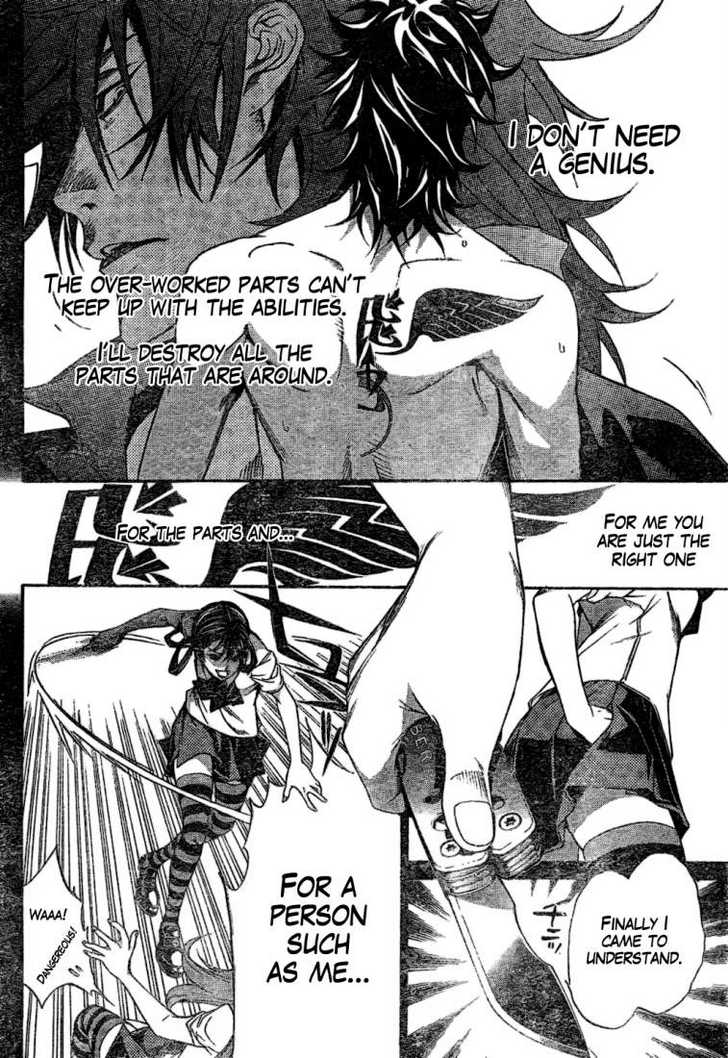 I DON'T NEED
A GENIUS.
THE OVER-WORKED PARTS CAN'T
KEEP UP WITH THE ABILITIES.
I'LL DESTROY ALL THE
PARTS THAT ARE AROUND.
FOR THE PARTS AND...
FOR ME YOU
ARE JUST THE
RIGHT ONE
BER
FOR A
PERSON
SUCH
AS ME...
WAAA!
DANGEREOUS!
FINALLY I
CAME TO
UNDERSTAND.